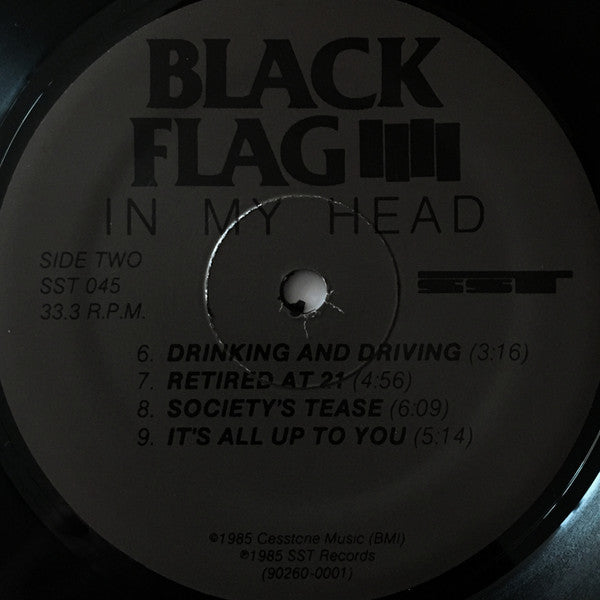 BLACK
FLAG
IN MY HEAD
SIDE TWO
SST 045
33.3 R.P.M.
SST
6. DRINKING AND DRIVING (3:16)
7. RETIRED AT 21 (4:56)
8. SOCIETY'S TEASE (6:09)
9. IT'S ALL UP TO YOU (5:14)
©1985 Cesstone Music (BMI)
℗1985 SST Records
(90260-0001)